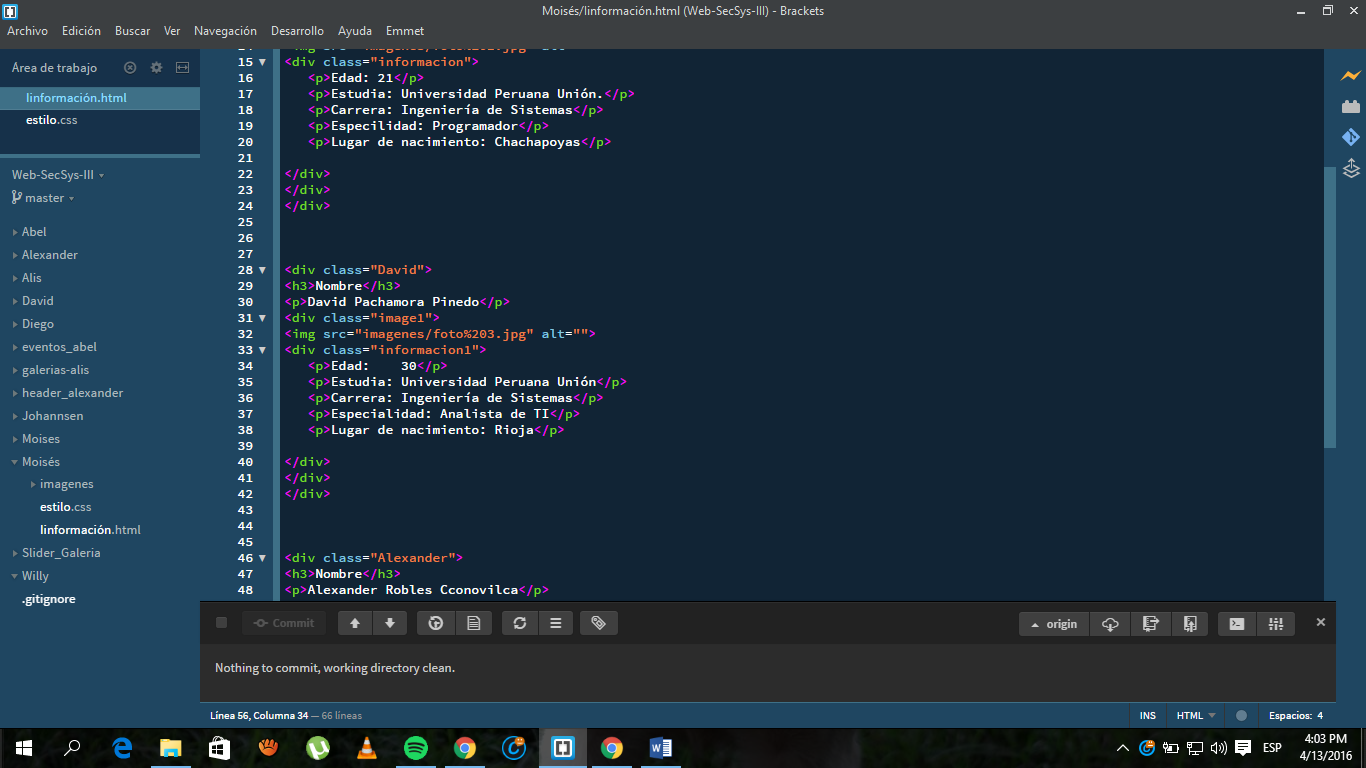 Moisés/linformación.html (Web-SecSys-III) - Brackets
Archivo Edición Buscar Ver Navegación Desarrollo Ayuda Emmet
Área de trabajo
linformación.html
estilo.css
Web-SecSys-III
master
Abel
Alexander
Alis
David
Diego
eventos_abel
galerias-alis
header_alexander
Johannsen
Moises
Moisés
imagenes
estilo.css
linformación.html
Slider_Galeria
Willy
.gitignore
15 <div class="informacion">
16 <p>Edad: 21</p>
17 <p>Estudia: Universidad Peruana Unión.</p>
18 <p>Carrera: Ingeniería de Sistemas</p>
19 <p>Especilidad: Programador</p>
20 <p>Lugar de nacimiento: Chachapoyas</p>
21
22 </div>
23 </div>
24 </div>
25
26
27
28 <div class="David">
29 <h3>Nombre</h3>
30 <p>David Pachamora Pinedo</p>
31 <div class="image1">
32 <img src="imagenes/foto%203.jpg" alt="">
33 <div class="informacion1">
34 <p>Edad:    30</p>
35 <p>Estudia: Universidad Peruana Unión</p>
36 <p>Carrera: Ingeniería de Sistemas</p>
37 <p>Especialidad: Analista de TI</p>
38 <p>Lugar de nacimiento: Rioja</p>
39
40 </div>
41 </div>
42 </div>
43
44
45
46 <div class="Alexander">
47 <h3>Nombre</h3>
48 <p>Alexander Robles Cconovilca</p>
Commit
origin
Nothing to commit, working directory clean.
Línea 56, Columna 34 — 66 líneas
INS HTML Espacios: 4
ESP
4:03 PM
4/13/2016